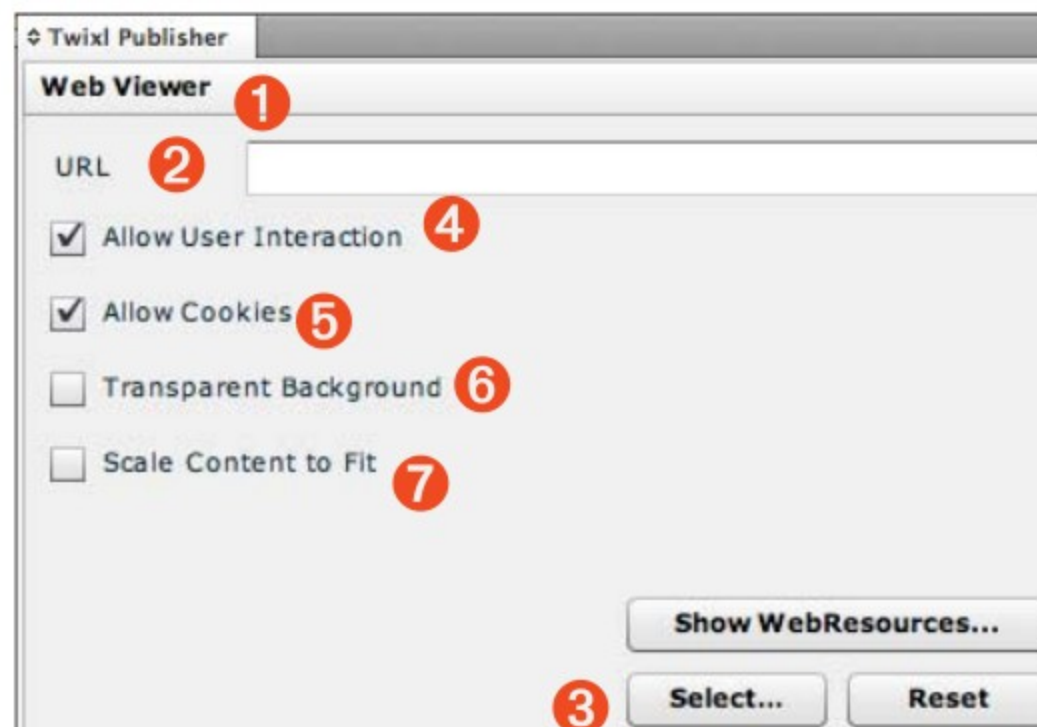 Twixl Publisher
Web Viewer 1
URL 2
Allow User Interaction 4
Allow Cookies 5
Transparent Background 6
Scale Content to Fit 7
Show WebResources...
3 Select... Reset